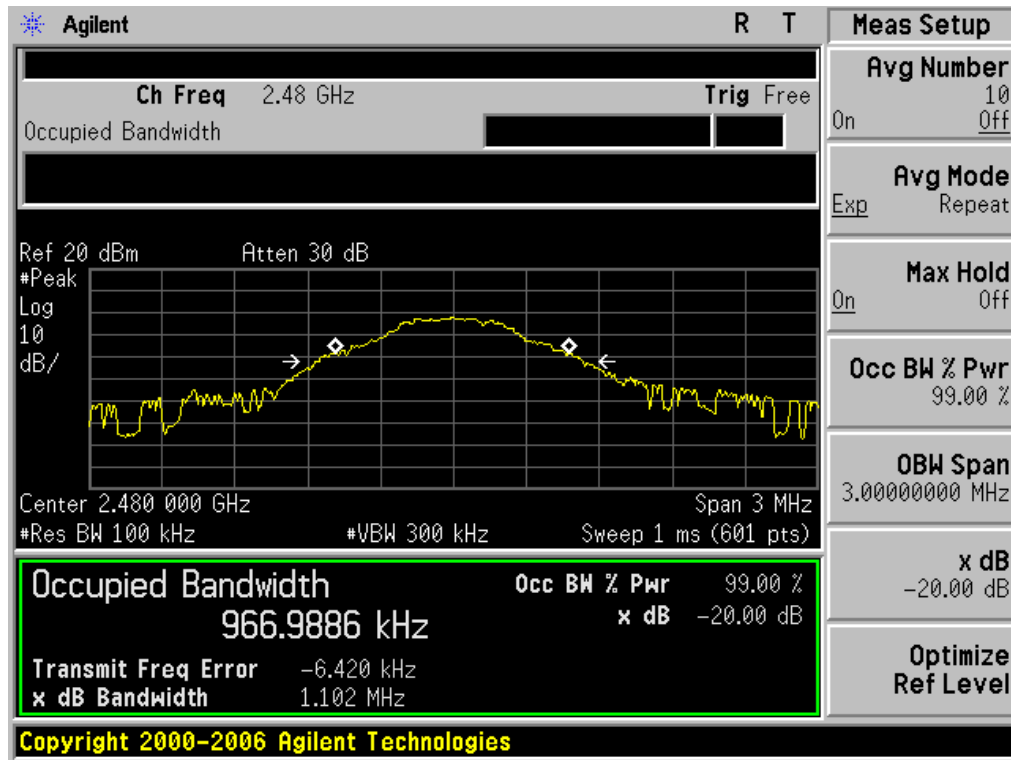 Agilent R T
Ch Freq 2.48 GHz Trig Free
Occupied Bandwidth
Ref 20 dBm Atten 30 dB
#Peak
Log
10
dB/
Center 2.480 000 GHz Span 3 MHz
#Res BW 100 kHz #VBW 300 kHz Sweep 1 ms (601 pts)
Occupied Bandwidth Occ BW % Pwr 99.00 %
966.9886 kHz x dB -20.00 dB
Transmit Freq Error -6.420 kHz
x dB Bandwidth 1.102 MHz
Copyright 2000-2006 Agilent Technologies
Meas Setup
Avg Number
10
On Off
Avg Mode
Exp Repeat
Max Hold
On Off
Occ BW % Pwr
99.00 %
OBW Span
3.00000000 MHz
x dB
-20.00 dB
Optimize
Ref Level